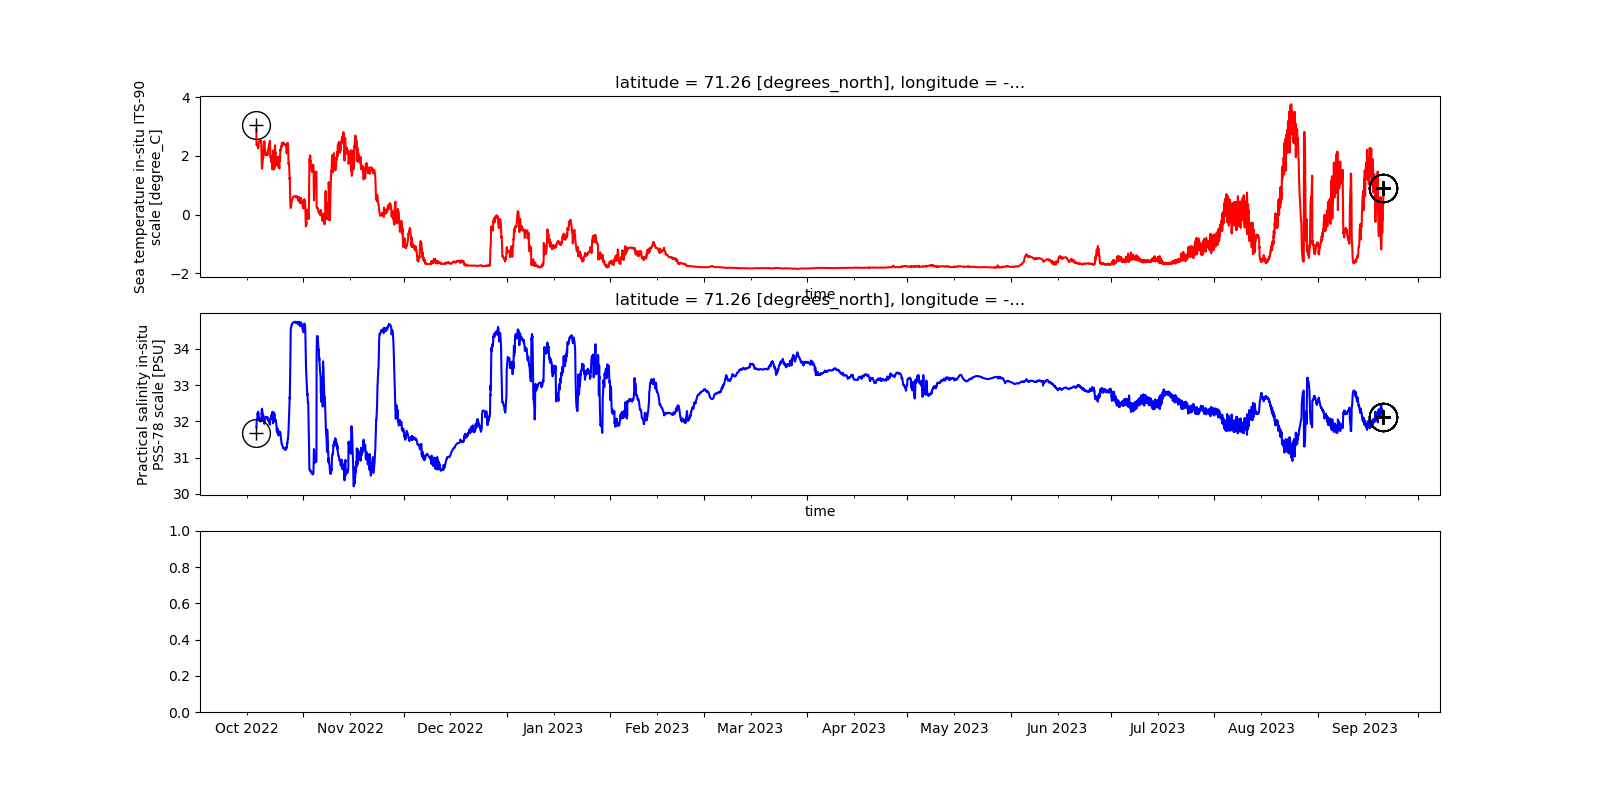 latitude = 71.26 [degrees_north], longitude = -...
Sea temperature in-situ ITS-90
scale [degree_C]
4
2
0
−2
time
latitude = 71.26 [degrees_north], longitude = -...
Practical salinity in-situ
PSS-78 scale [PSU]
34
33
32
31
30
time
1.0
0.8
0.6
0.4
0.2
0.0
Oct 2022 Nov 2022 Dec 2022 Jan 2023 Feb 2023 Mar 2023 Apr 2023 May 2023 Jun 2023 Jul 2023 Aug 2023 Sep 2023